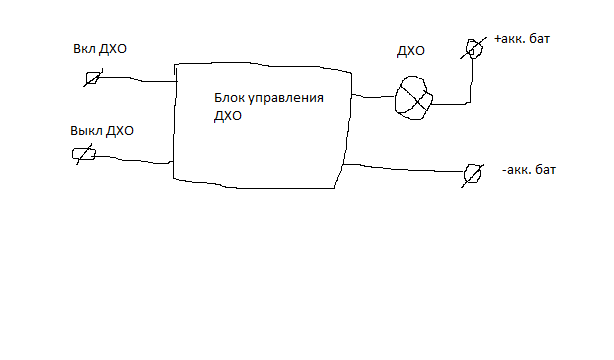 Вкл ДХО
ДХО
+акк. бат
Блок управления
ДХО
Выкл ДХО
-акк. бат